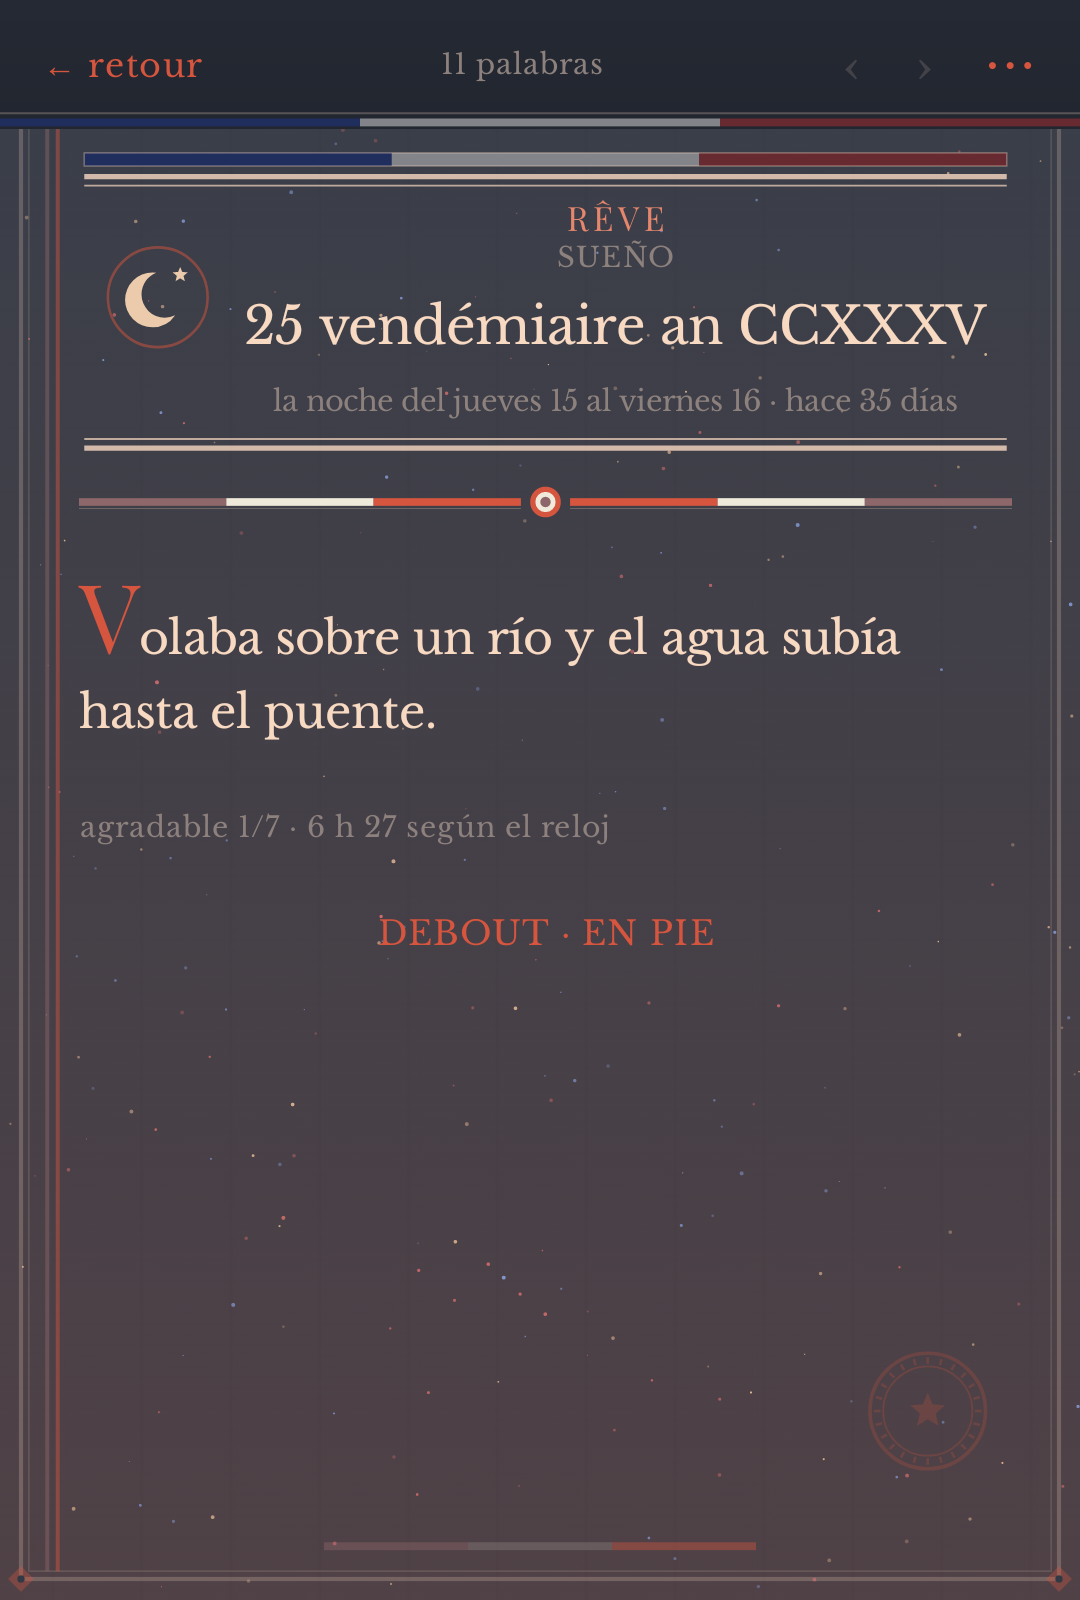 ← retour
11 palabras
‹ › •••
RÊVE
SUEÑO
25 vendémiaire an CCXXXV
la noche del jueves 15 al viernes 16 · hace 35 días
Volaba sobre un río y el agua subía
hasta el puente.
agradable 1/7 · 6 h 27 según el reloj
DEBOUT · EN PIE